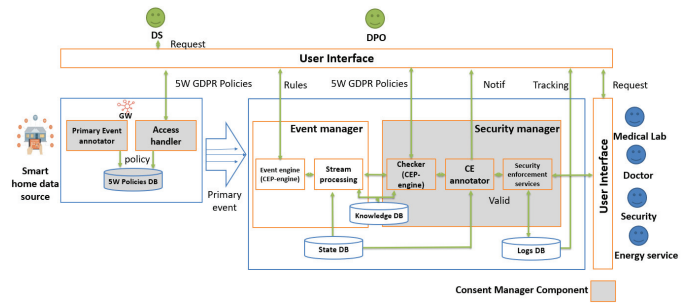 DS
DPO
Request
User Interface
5W GDPR Policies
Rules
5W GDPR Policies
Notif
Tracking
Request
GW
Primary Event
annotator
Access
handler
policy
5W Policies DB
Smart
home data
source
Primary
event
Event manager
Security manager
Event engine
(CEP-engine)
Stream
processing
Checker
(CEP-
engine)
CE
annotator
Security
enforcement
services
Valid
Knowledge DB
State DB
Logs DB
User Interface
Medical Lab
Doctor
Security
Energy service
Consent Manager Component